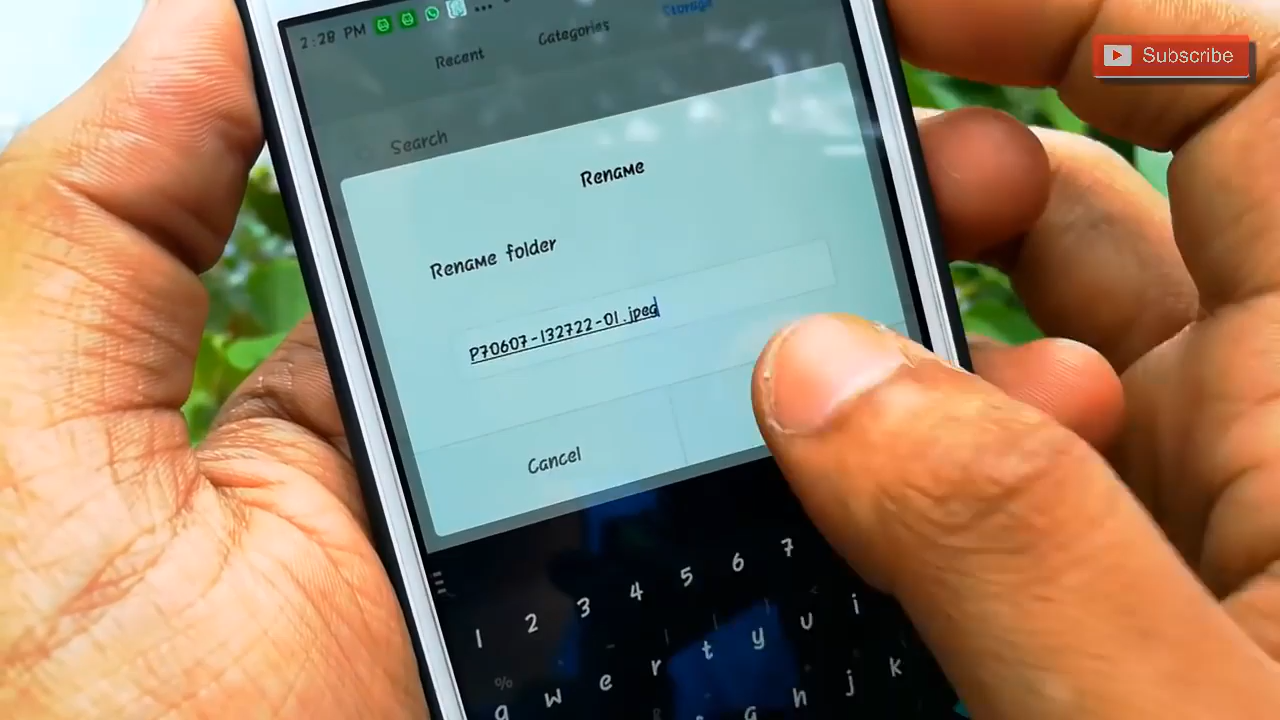 Subscribe
2:28 PM
Recent
Categories
Storage
Search
Rename
Rename folder
P70607-132722-01.jpeg
Cancel
1 2 3 4 5 6 7
q w e r t y u i
g h j k